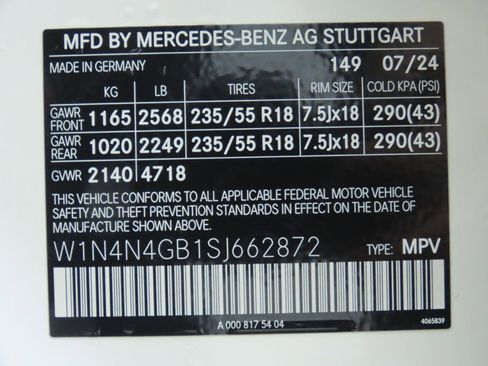 MFD BY MERCEDES-BENZ AG STUTTGART
MADE IN GERMANY 149 07/24
KG LB TIRES RIM SIZE COLD KPA(PSI)
GAWR FRONT 1165 2568 235/55 R18 7.5Jx18 290(43)
GAWR REAR 1020 2249 235/55 R18 7.5Jx18 290(43)
GVWR 2140 4718
THIS VEHICLE CONFORMS TO ALL APPLICABLE FEDERAL MOTOR VEHICLE
SAFETY AND THEFT PREVENTION STANDARDS IN EFFECT ON THE DATE OF
MANUFACTURE SHOWN ABOVE.
W1N4N4GB1SJ662872 TYPE: MPV
A 000 817 54 04 4065839